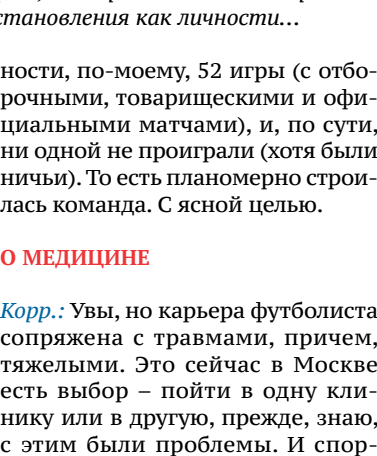 становления как личности...
ности, по-моему, 52 игры (с отбо-
рочными, товарищескими и офи-
циальными матчами), и, по сути,
ни одной не проиграли (хотя были
ничьи). То есть планомерно строи-
лась команда. С ясной целью.
О МЕДИЦИНЕ
Корр.: Увы, но карьера футболиста
сопряжена с травмами, причем,
тяжелыми. Это сейчас в Москве
есть выбор – пойти в одну кли-
нику или в другую, прежде, знаю,
с этим были проблемы. И спор-